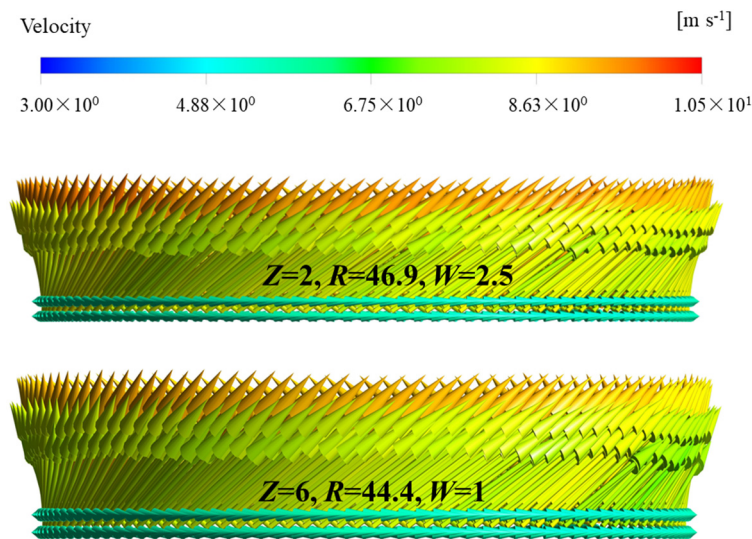 Velocity [m s⁻¹]
3.00×10⁰ 4.88×10⁰ 6.75×10⁰ 8.63×10⁰ 1.05×10¹
Z=2, R=46.9, W=2.5
Z=6, R=44.4, W=1